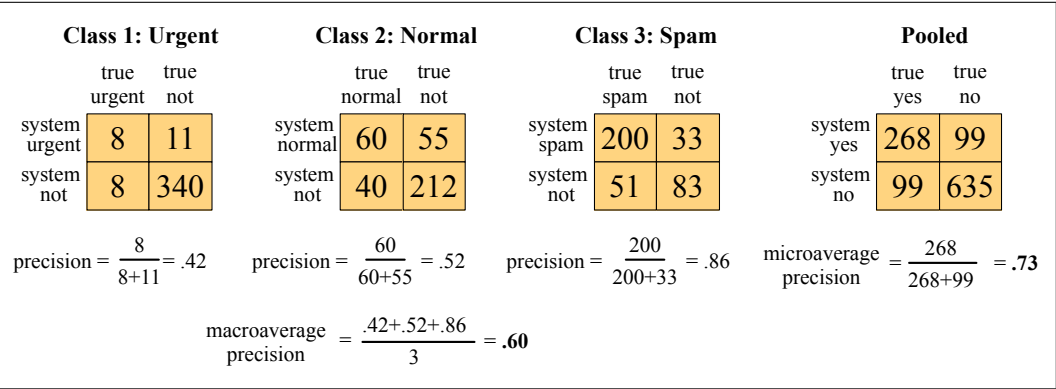 Class 1: Urgent Class 2: Normal Class 3: Spam Pooled
true true true true true true true true
urgent not normal not spam not yes no
system urgent 8 11 system normal 60 55 system spam 200 33 system yes 268 99
system not 8 340 system not 40 212 system not 51 83 system no 99 635
precision = 8 / 8+11 = .42 precision = 60 / 60+55 = .52 precision = 200 / 200+33 = .86 microaverage precision = 268 / 268+99 = .73
macroaverage precision = .42+.52+.86 / 3 = .60